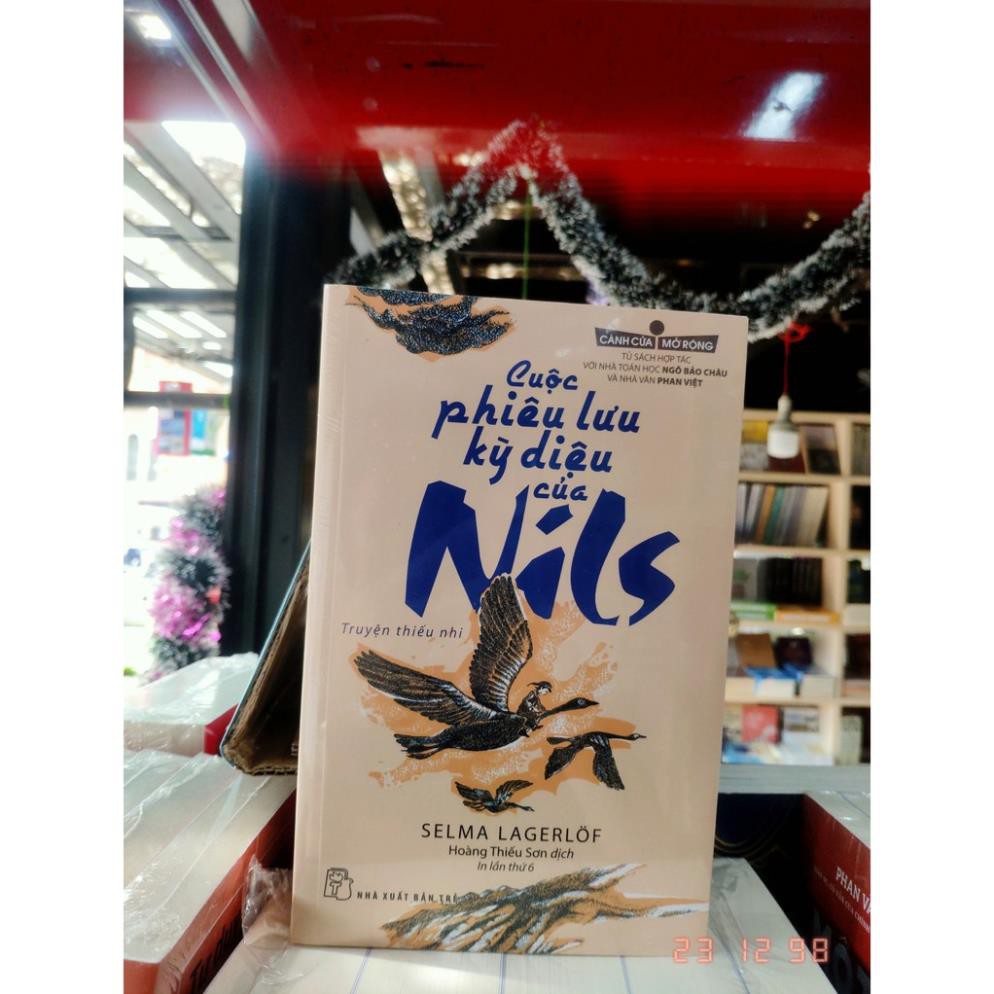 CÁNH CỬA MỞ RỘNG
TỦ SÁCH HỢP TÁC
VỚI NHÀ TOÁN HỌC NGÔ BẢO CHÂU
VÀ NHÀ VĂN PHAN VIỆT
Cuộc
phiêu lưu
kỳ diệu
của
Nils
Truyện thiếu nhi
SELMA LAGERLÖF
Hoàng Thiếu Sơn dịch
In lần thứ 6
NHÀ XUẤT BẢN TRẺ
PHAN
23 12 98